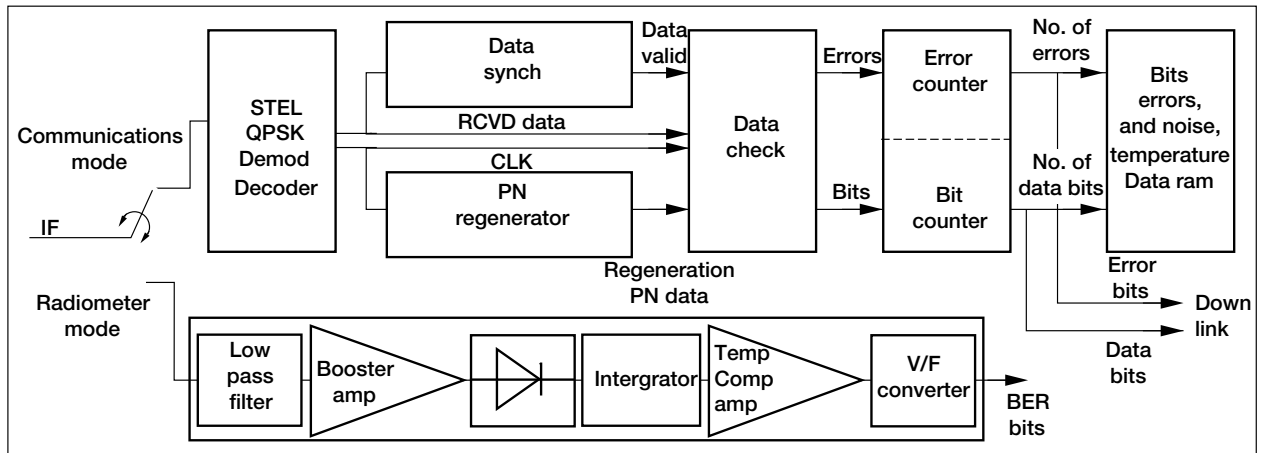 Communications
mode
IF
STEL
QPSK
Demod
Decoder
Data
synch
Data
valid
RCVD data
CLK
PN
regenerator
Regeneration
PN data
Data
check
Errors
Bits
Error
counter
Bit
counter
No. of
errors
No. of
data bits
Bits
errors,
and noise,
temperature
Data ram
Error
bits
Down
link
Data
bits
Radiometer
mode
Low
pass
filter
Booster
amp
Intergrator
Temp
Comp
amp
V/F
converter
BER
bits